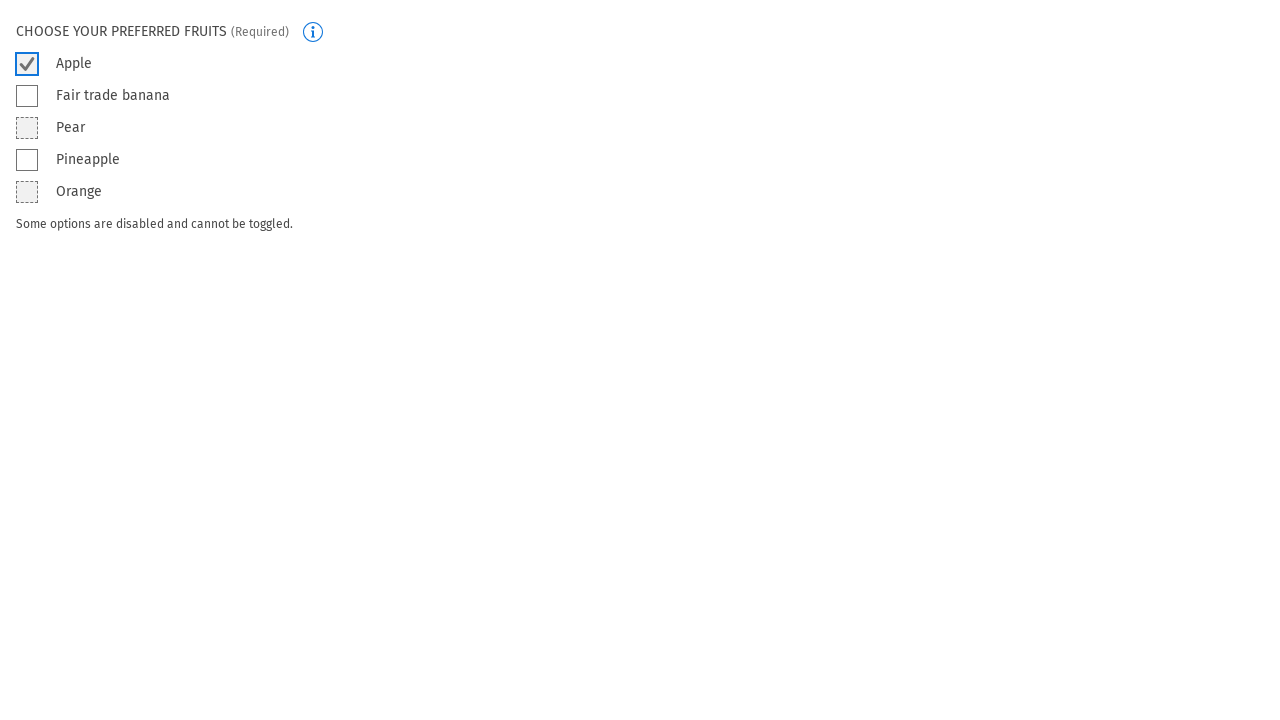 CHOOSE YOUR PREFERRED FRUITS (Required)
Apple
Fair trade banana
Pear
Pineapple
Orange
Some options are disabled and cannot be toggled.